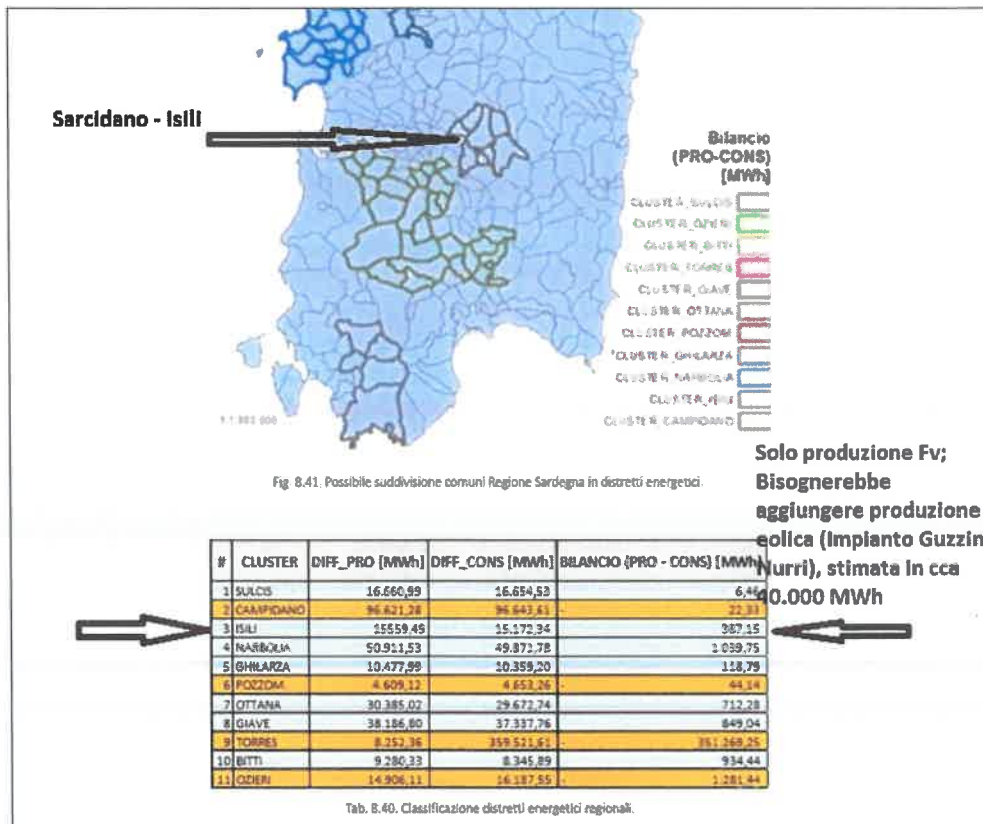 Sarcidano - Isili
Bilancio
(PRO-CONS)
[MWh]
CLUSTER_SULCIS
CLUSTER_OZIERI
CLUSTER_BITTI
CLUSTER_TORRES
CLUSTER_GIAVE
CLUSTER_OTTANA
CLUSTER_POZZOM
CLUSTER_GHILARZA
CLUSTER_NARBOLIA
CLUSTER_ISILI
CLUSTER_CAMPIDANO
Fig. 8.41. Possibile suddivisione comuni Regione Sardegna in distretti energetici.
Solo produzione Fv;
Bisognerebbe
aggiungere produzione
eolica (Impianto Guzzin
Nurri), stimata in cca
40.000 MWh
# CLUSTER DIFF_PRO [MWh] DIFF_CONS [MWh] BILANCIO (PRO - CONS) [MWh]
1 SULCIS 16.660,99 16.654,53 6,46
2 CAMPIDANO 96.621,28 96.643,61 - 22,33
3 ISILI 15559,49 15.172,34 387,15
4 NARBOLIA 50.911,53 49.871,78 1.039,75
5 GHILARZA 10.477,99 10.359,20 118,79
6 POZZOM 4.609,12 4.653,26 - 44,14
7 OTTANA 30.385,02 29.672,74 712,28
8 GIAVE 38.186,80 37.337,76 849,04
9 TORRES 8.252,36 359.521,61 - 351.269,25
10 BITTI 9.280,33 8.345,89 934,44
11 OZIERI 14.906,11 16.187,55 - 1.281,44
Tab. 8.40. Classificazione distretti energetici regionali.